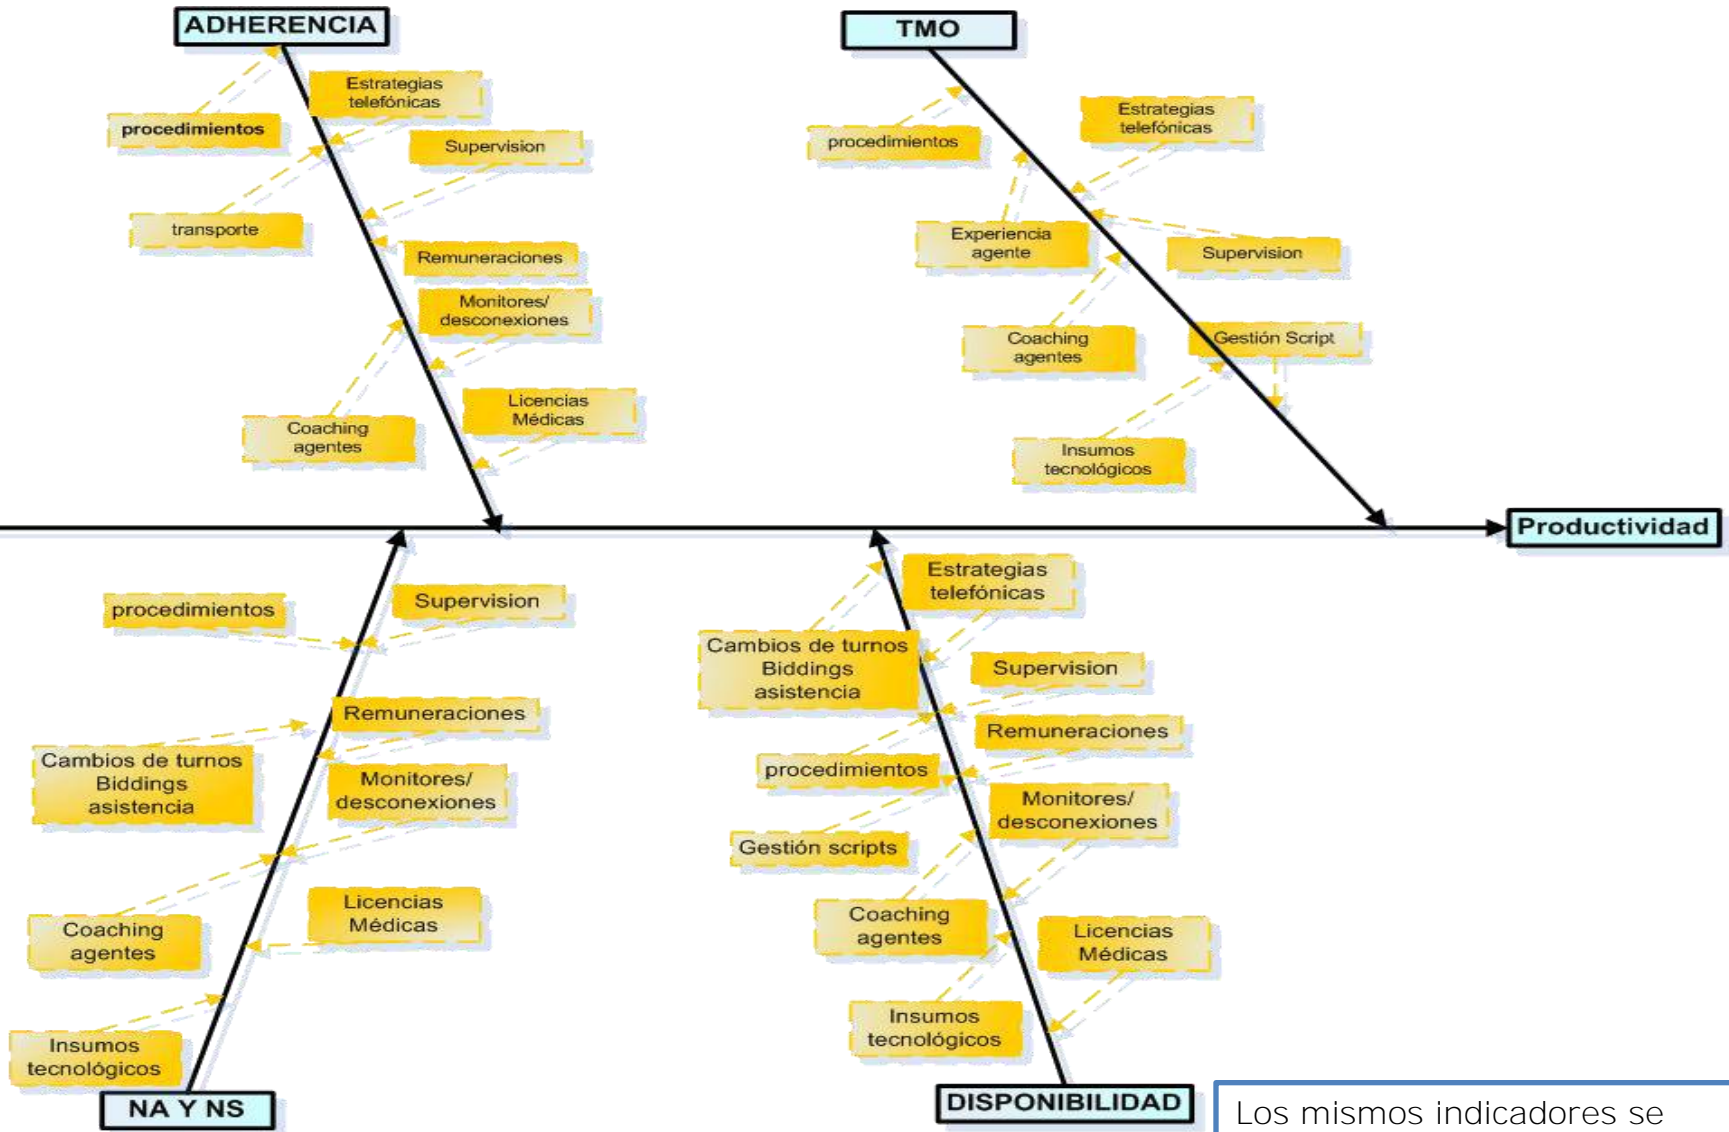 ADHERENCIA
TMO
Estrategias
telefónicas
procedimientos
Supervision
transporte
Remuneraciones
Monitores/
desconexiones
Licencias
Médicas
Coaching
agentes
Estrategias
telefónicas
procedimientos
Experiencia
agente
Supervision
Coaching
agentes
Gestión Script
Insumos
tecnológicos
Productividad
procedimientos
Supervision
Remuneraciones
Cambios de turnos
Biddings
asistencia
Monitores/
desconexiones
Licencias
Médicas
Coaching
agentes
Insumos
tecnológicos
NA Y NS
Estrategias
telefónicas
Cambios de turnos
Biddings
asistencia
Supervision
Remuneraciones
procedimientos
Monitores/
desconexiones
Gestión scripts
Coaching
agentes
Licencias
Médicas
Insumos
tecnológicos
DISPONIBILIDAD
Los mismos indicadores se